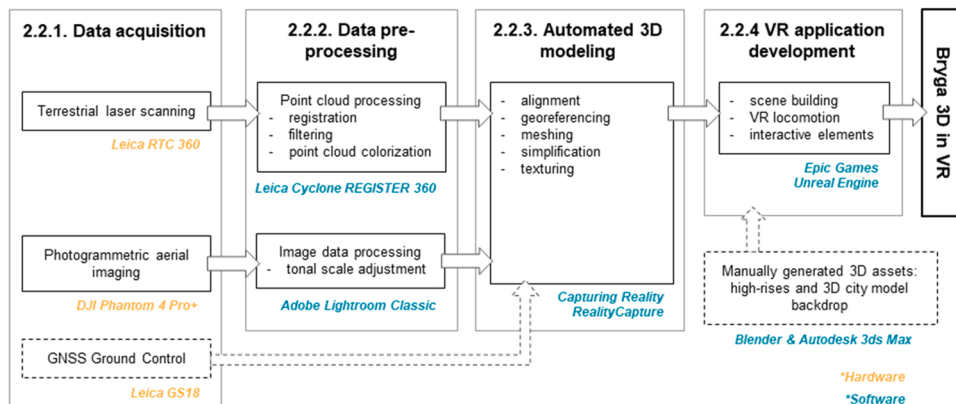 2.2.1. Data acquisition
Terrestrial laser scanning
Leica RTC 360
Photogrammetric aerial
imaging
DJI Phantom 4 Pro+
GNSS Ground Control
Leica GS18
2.2.2. Data pre-
processing
Point cloud processing
- registration
- filtering
- point cloud colorization
Leica Cyclone REGISTER 360
Image data processing
- tonal scale adjustment
Adobe Lightroom Classic
2.2.3. Automated 3D
modeling
- alignment
- georeferencing
- meshing
- simplification
- texturing
Capturing Reality
RealityCapture
2.2.4 VR application
development
- scene building
- VR locomotion
- interactive elements
Epic Games
Unreal Engine
Manually generated 3D assets:
high-rises and 3D city model
backdrop
Blender & Autodesk 3ds Max
Bryga 3D in VR
*Hardware
*Software